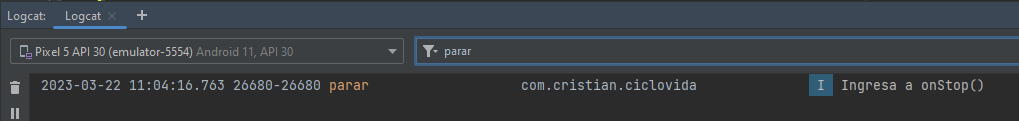 Logcat: Logcat
Pixel 5 API 30 (emulator-5554) Android 11, API 30 parar
2023-03-22 11:04:16.763 26680-26680 parar com.cristian.ciclovida I Ingresa a onStop()